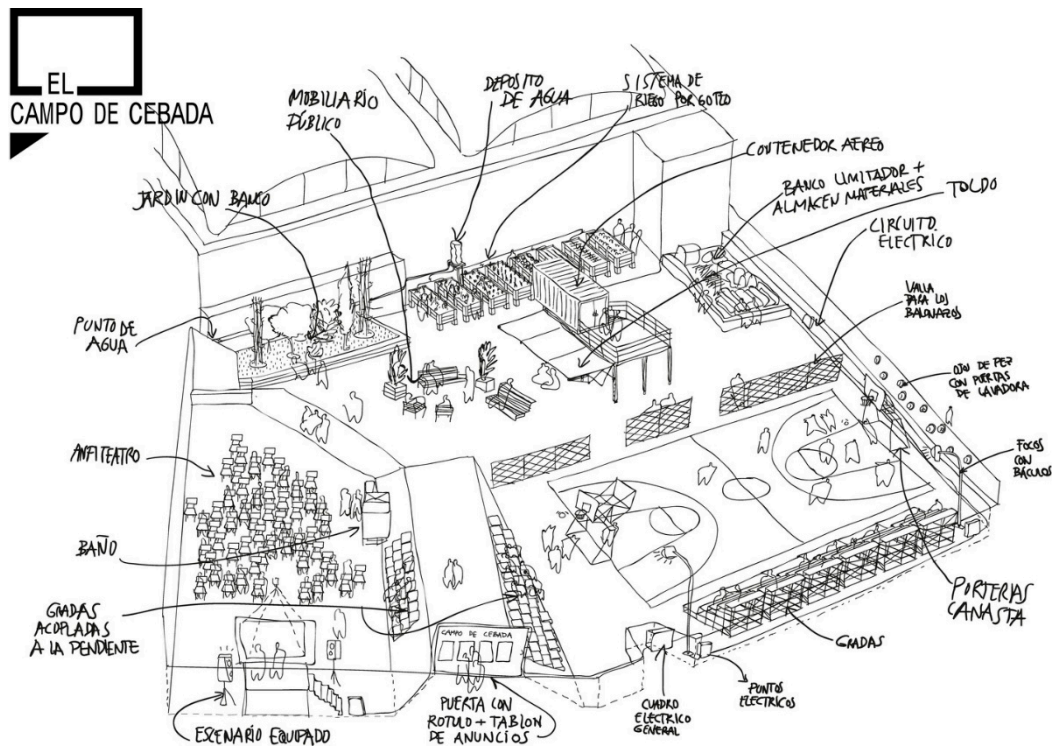 EL
CAMPO DE CEBADA
MOBILIARIO
PÚBLICO
DEPOSITO
DE AGUA
SISTEMA DE
RIEGO POR GOTEO
CONTENEDOR AEREO
BANCO LIMITADOR +
ALMACEN MATERIALES
TOLDO
JARDIN CON BANCO
CIRCUITO
ELECTRICO
VALLA
PARA LOS
BALONAZOS
PUNTO DE
AGUA
OJOS DE PEZ
CON PUERTAS
DE LAVADORA
ANFITEATRO
FOCOS
CON
BÁCULOS
BAÑO
GRADAS
ACOPLADAS
A LA PENDIENTE
PORTERIAS
CANASTA
CAMPO DE CEBADA
GRADAS
ESCENARIO EQUIPADO
PUERTA CON
ROTULO + TABLON
DE ANUNCIOS
CUADRO
ELECTRICO
GENERAL
PUNTOS
ELECTRICOS